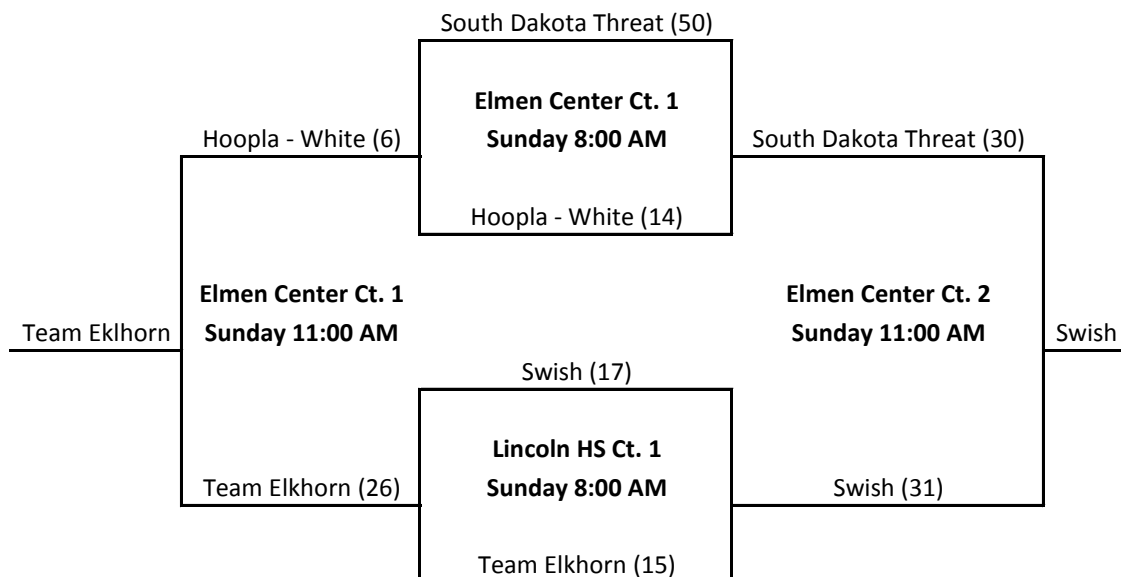 South Dakota Threat (50)
Elmen Center Ct. 1
Sunday 8:00 AM
Hoopla - White (6)
South Dakota Threat (30)
Hoopla - White (14)
Elmen Center Ct. 1
Sunday 11:00 AM
Elmen Center Ct. 2
Sunday 11:00 AM
Team Eklhorn
Swish
Swish (17)
Lincoln HS Ct. 1
Sunday 8:00 AM
Team Elkhorn (26)
Swish (31)
Team Elkhorn (15)